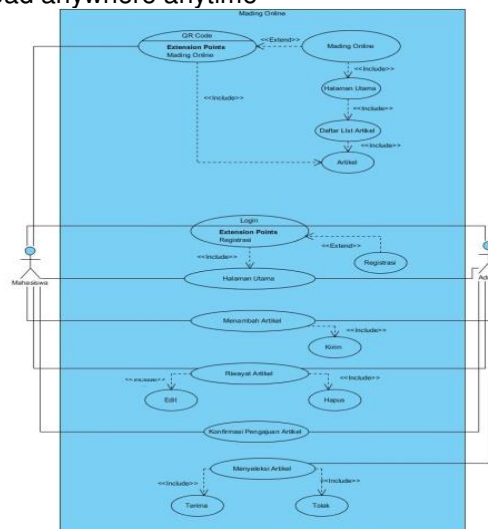 ead anywhere anytime
Mading Online
QR Code
Extension Points
Mading Online
<<Extend>>
Mading Online
<<Include>>
Halaman Utama
<<Include>>
<<Include>>
Daftar LIst Artikel
<<Include>>
Artikel
Login
Extension Points
Registrasi
<<Include>>
<<Extend>>
Registrasi
Mahasiswa
Halaman Utama
Ad
Menambah Artikel
<<Include>>
Kirim
Riwayat Artikel
<<Include>>
Edit
Hapus
Konfirmasi Pengajuan Artikel
Menyeleksi Artikel
<<Include>>
<<Include>>
Terima
Tolak